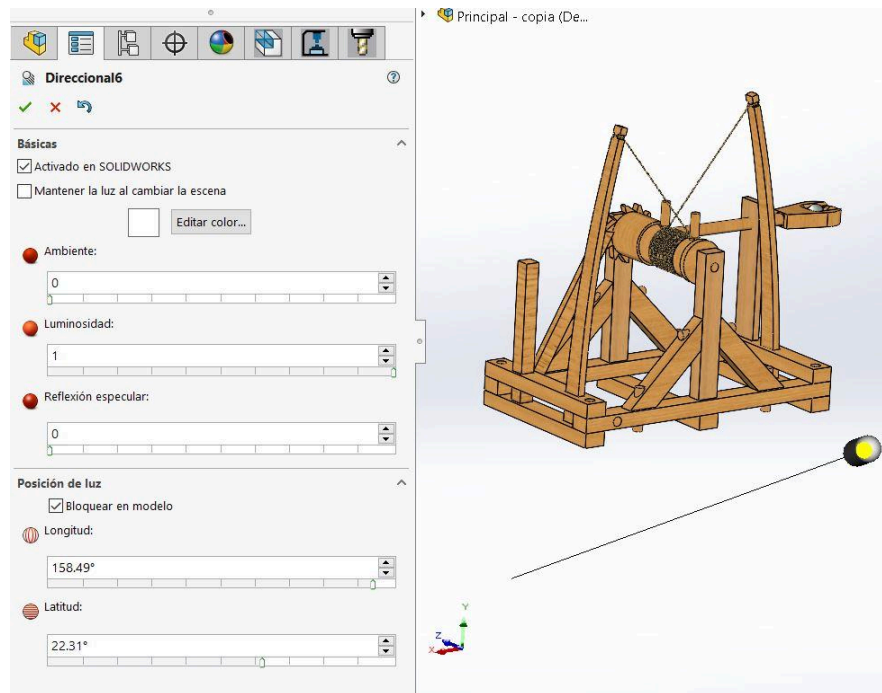 Principal - copia (De...
Direccional6
Básicas
Activado en SOLIDWORKS
Mantener la luz al cambiar la escena
Editar color...
Ambiente:
0
Luminosidad:
1
Reflexión especular:
0
Posición de luz
Bloquear en modelo
Longitud:
158.49°
Latitud:
22.31°
Y
Z
X